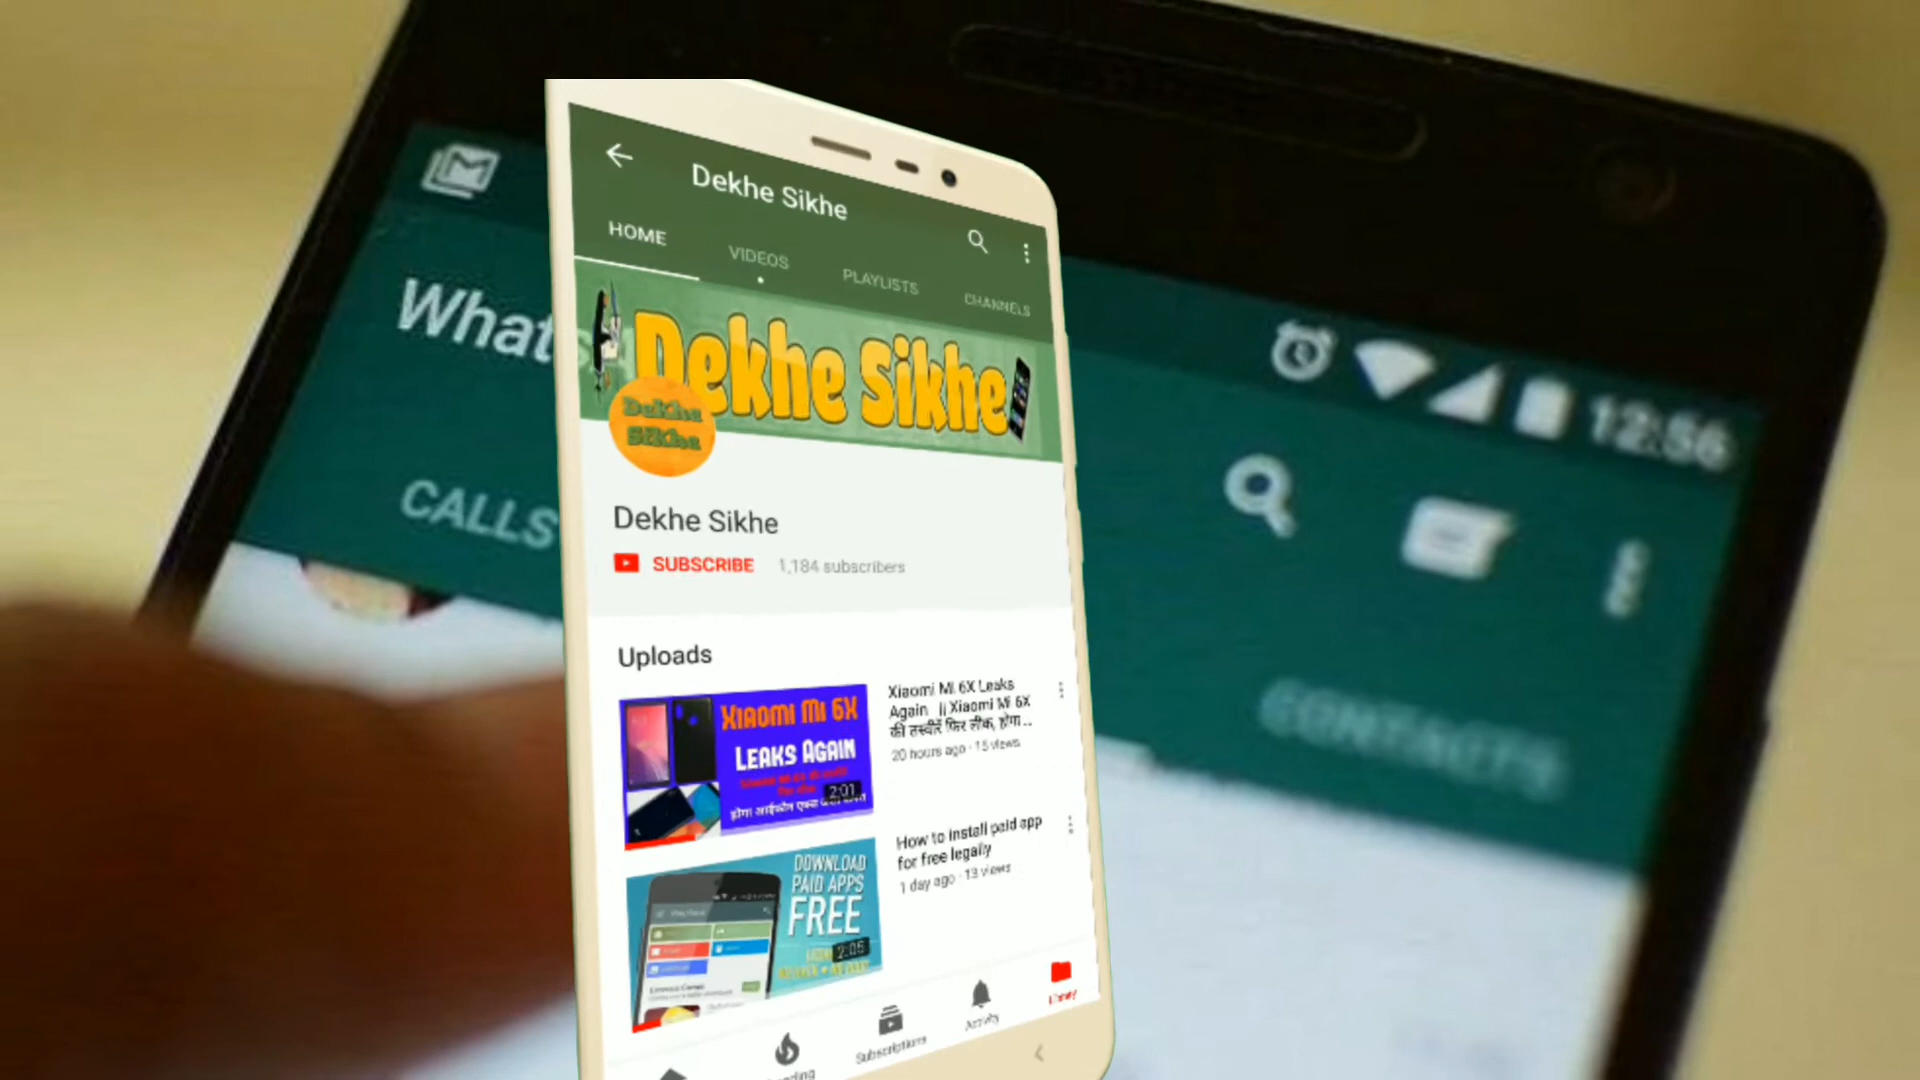 Dekhe Sikhe
HOME
VIDEOS
PLAYLISTS
CHANNELS
Dekhe Sikhe
Dekhe
Sikhe
Dekhe Sikhe
SUBSCRIBE
1,184 subscribers
Uploads
XIAOMI MI 6X
LEAKS AGAIN
2:01
Xiaomi Mi 6X Leaks
Again || Xiaomi Mi 6X
की तस्वीरें फिर लीक, होगा ...
20 hours ago · 15 views
DOWNLOAD
PAID APPS
FREE
2:05
How to install paid app
for free legally
1 day ago · 13 views
Subscriptions
Activity
Library
Whats
CALLS
12:56
CONTACTS